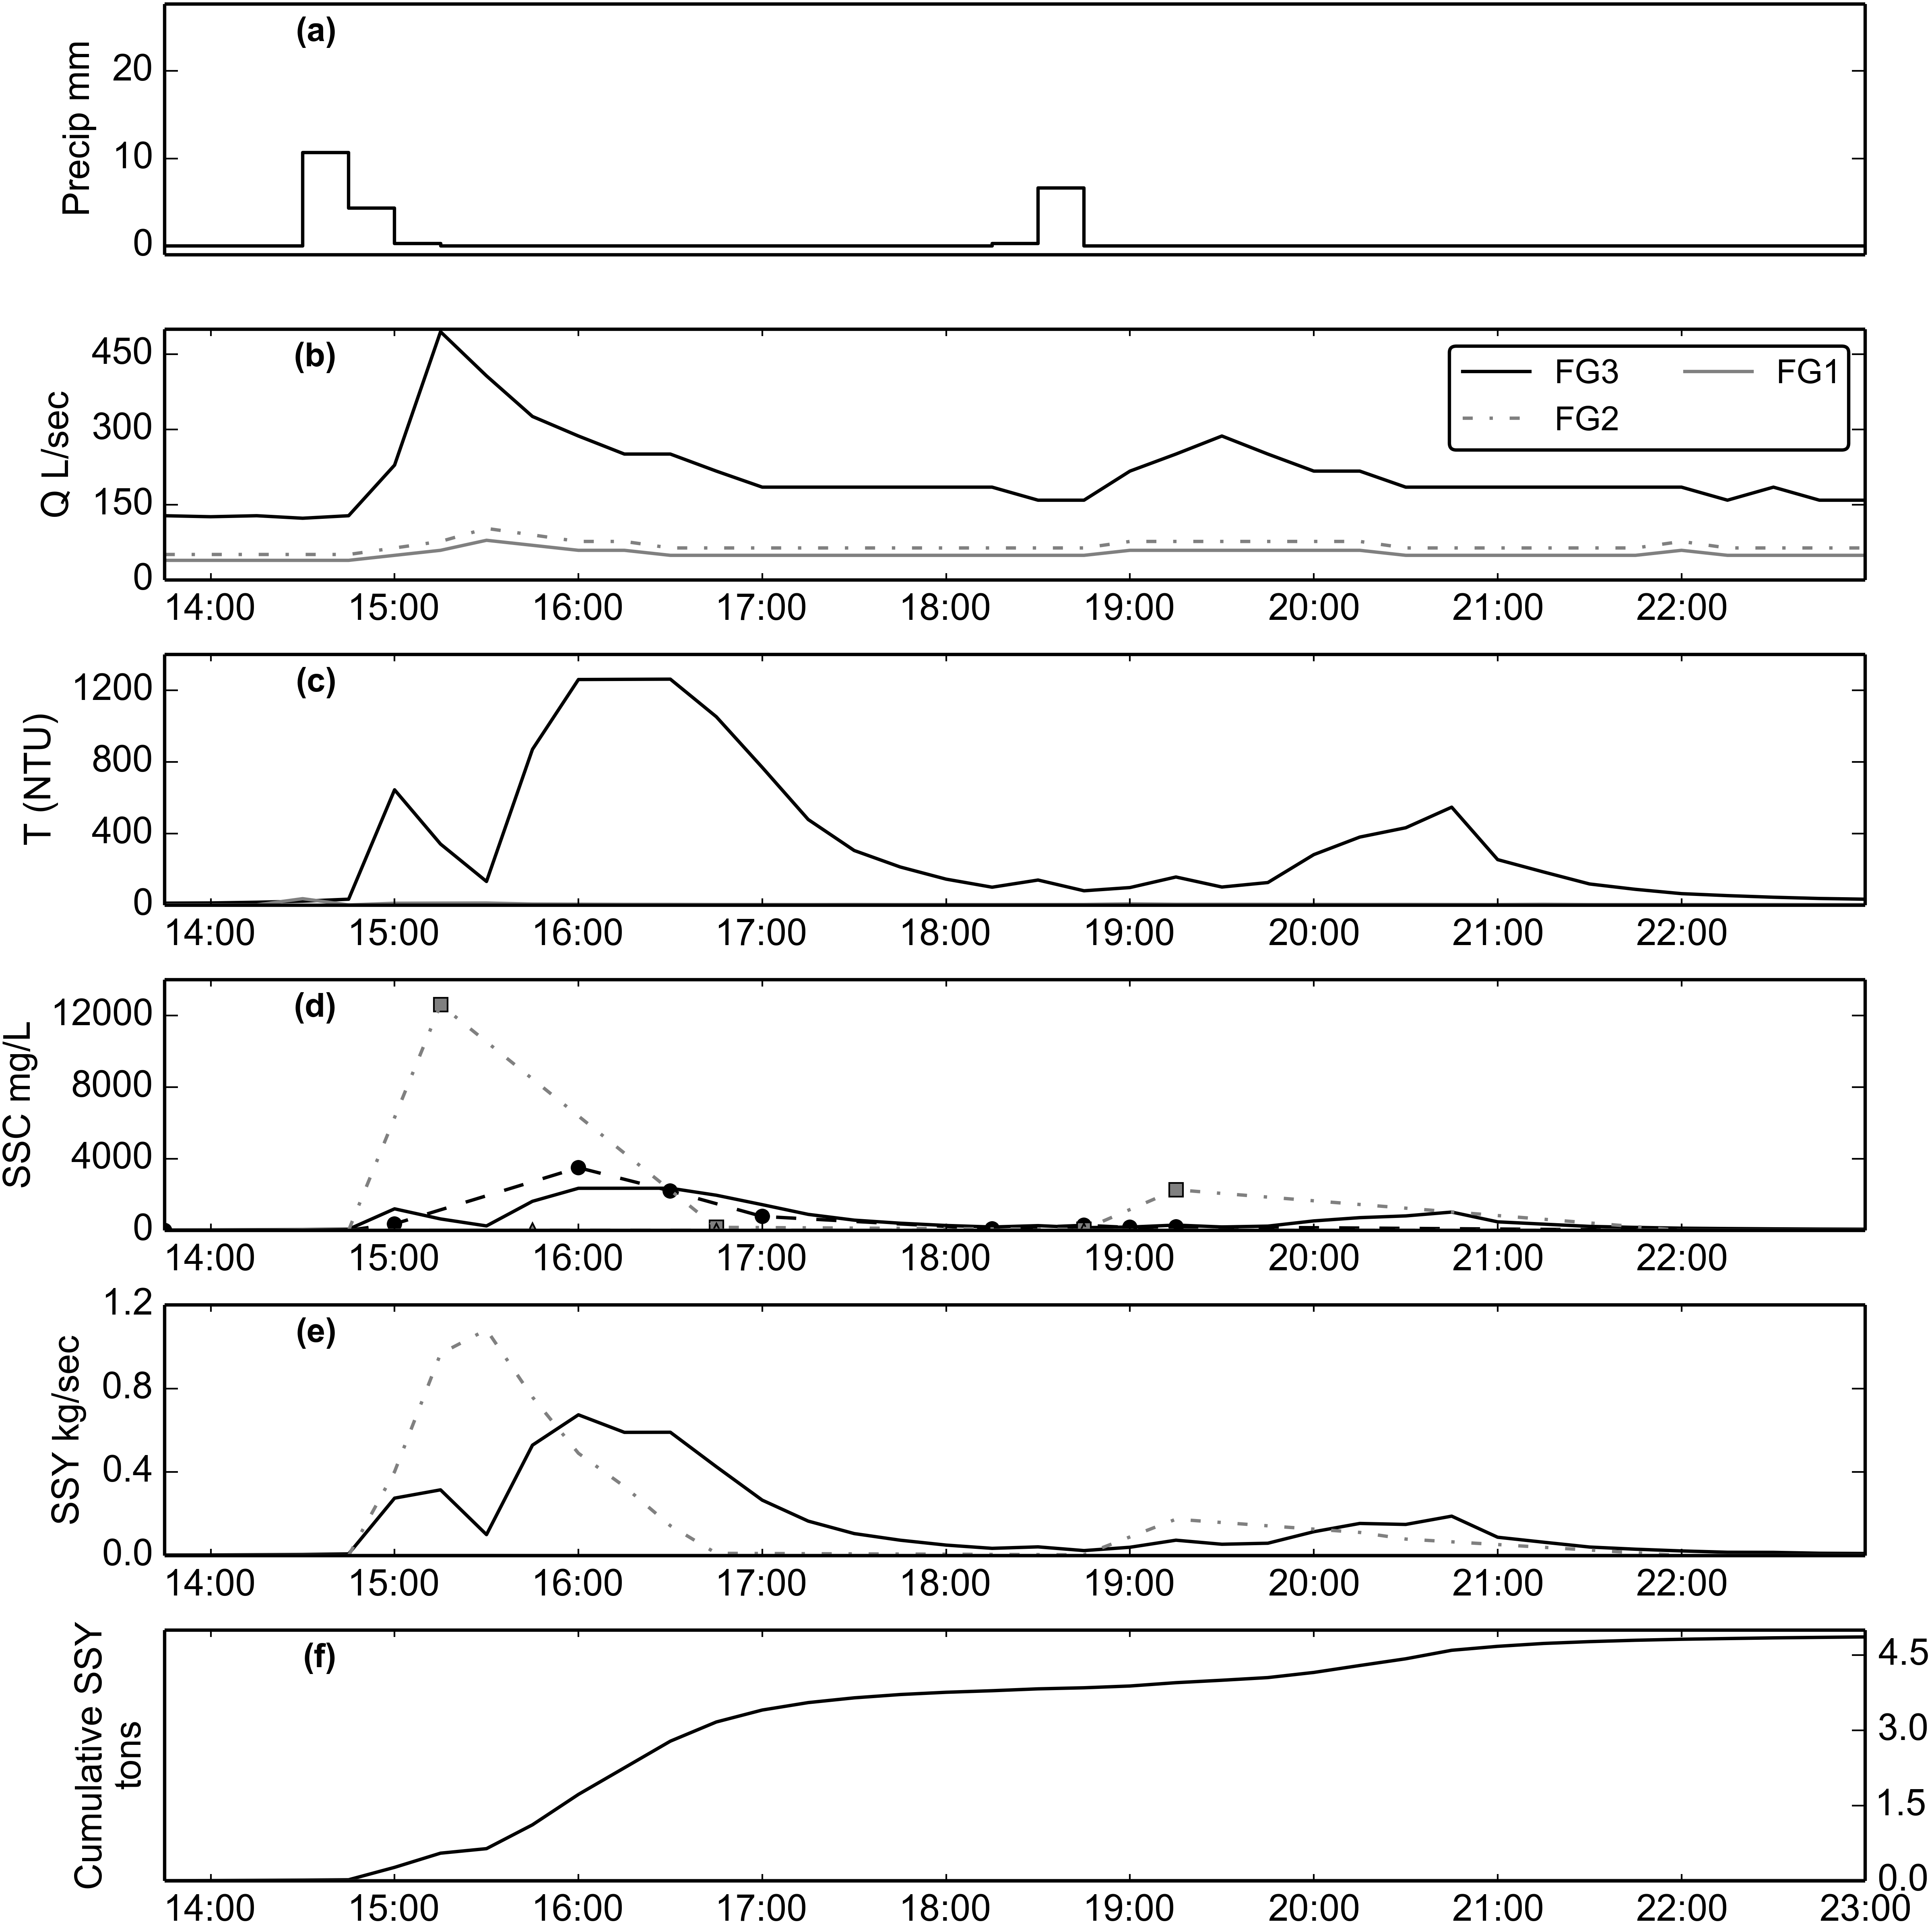 (a)
Precip mm
20
10
0
(b)
Q L/sec
450
300
150
0
FG3 FG1
FG2
14:00 15:00 16:00 17:00 18:00 19:00 20:00 21:00 22:00
(c)
T (NTU)
1200
800
400
0
14:00 15:00 16:00 17:00 18:00 19:00 20:00 21:00 22:00
(d)
SSC mg/L
12000
8000
4000
0
14:00 15:00 16:00 17:00 18:00 19:00 20:00 21:00 22:00
(e)
SSY kg/sec
1.2
0.8
0.4
0.0
14:00 15:00 16:00 17:00 18:00 19:00 20:00 21:00 22:00
(f)
Cumulative SSY
tons
4.5
3.0
1.5
0.0
14:00 15:00 16:00 17:00 18:00 19:00 20:00 21:00 22:00 23:00